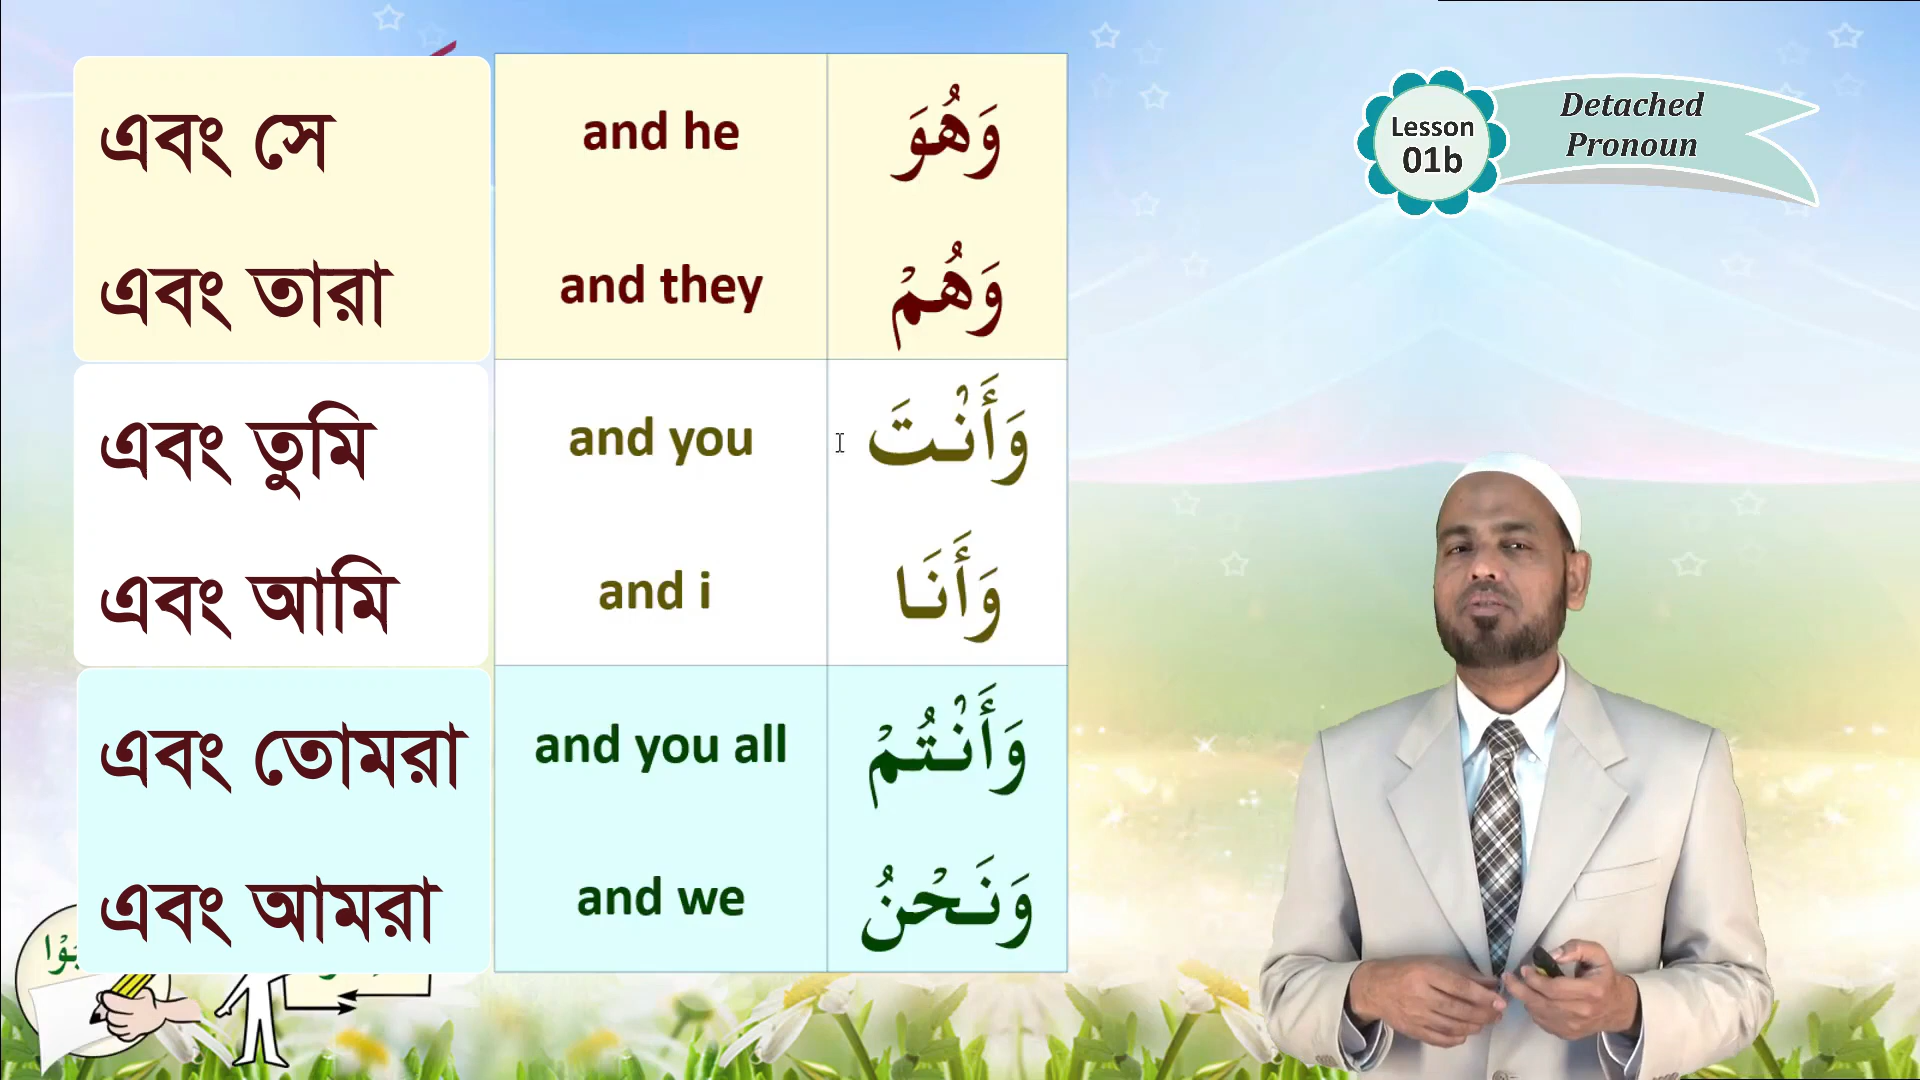 এবং সে
and he
وَهُوَ
এবং তারা
and they
وَهُمْ
এবং তুমি
and you
وَأَنْتَ
এবং আমি
and i
وَأَنَا
এবং তোমরা
and you all
وَأَنْتُمْ
এবং আমরা
and we
وَنَحْنُ
Lesson
01b
Detached
Pronoun